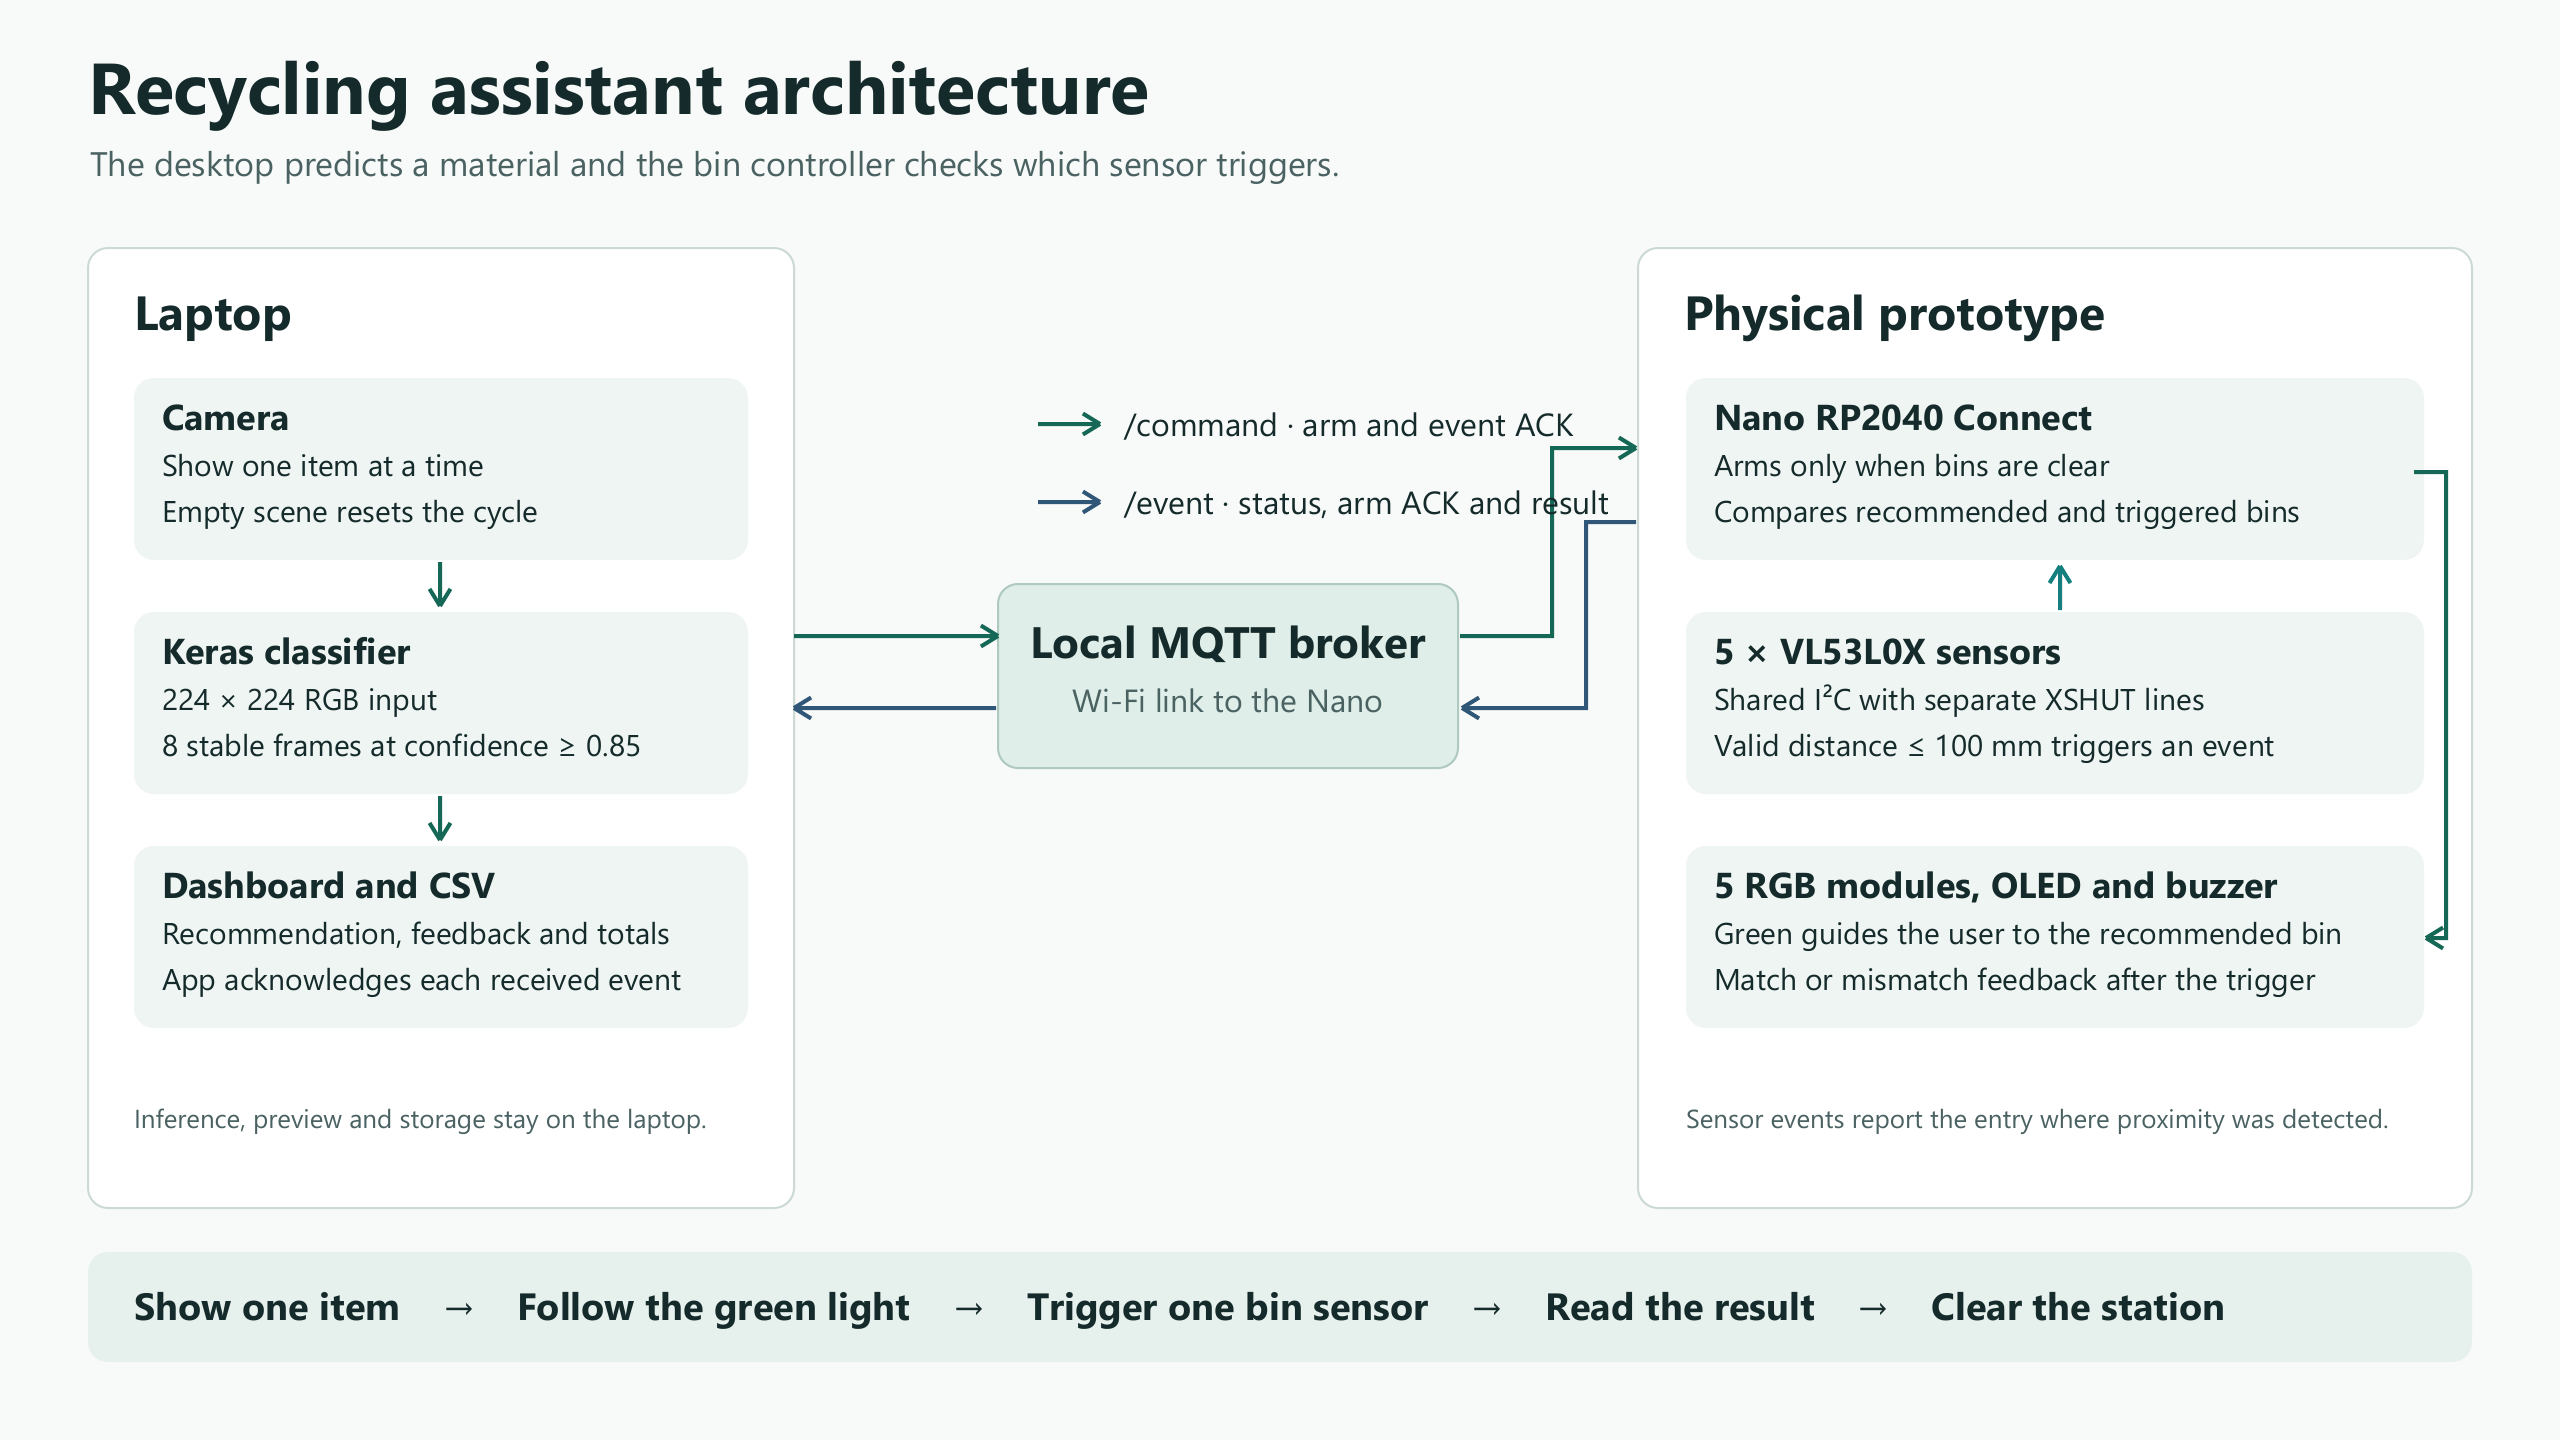 Recycling assistant architecture
The desktop predicts a material and the bin controller checks which sensor triggers.
Laptop
Camera
Show one item at a time
Empty scene resets the cycle
Keras classifier
224 × 224 RGB input
8 stable frames at confidence ≥ 0.85
Dashboard and CSV
Recommendation, feedback and totals
App acknowledges each received event
Inference, preview and storage stay on the laptop.
/command · arm and event ACK
/event · status, arm ACK and result
Local MQTT broker
Wi-Fi link to the Nano
Physical prototype
Nano RP2040 Connect
Arms only when bins are clear
Compares recommended and triggered bins
5 × VL53L0X sensors
Shared I²C with separate XSHUT lines
Valid distance ≤ 100 mm triggers an event
5 RGB modules, OLED and buzzer
Green guides the user to the recommended bin
Match or mismatch feedback after the trigger
Sensor events report the entry where proximity was detected.
Show one item → Follow the green light → Trigger one bin sensor → Read the result → Clear the station